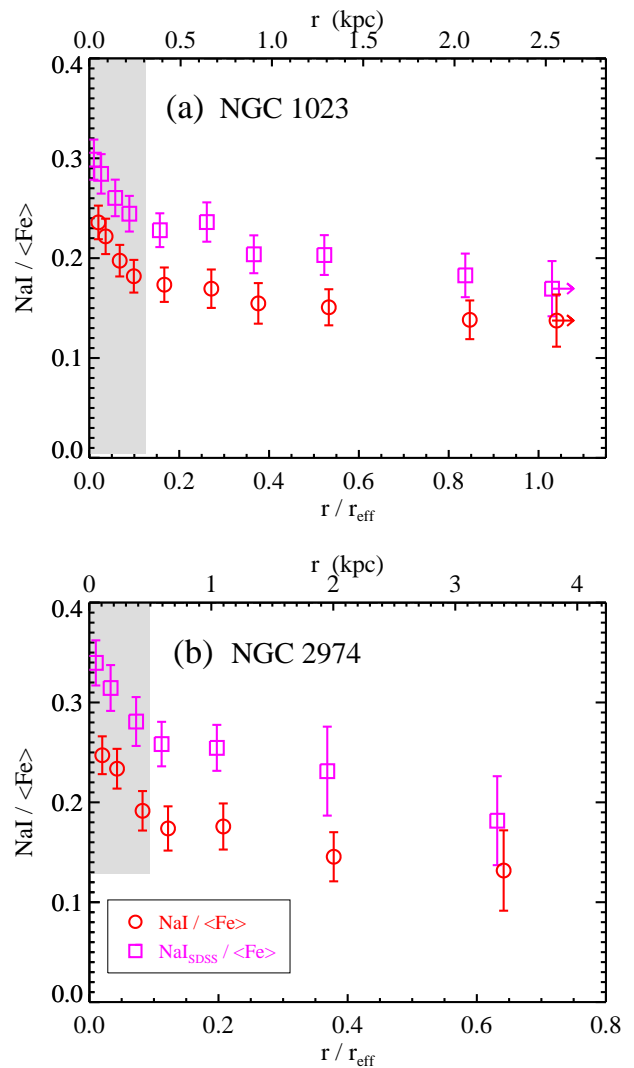 r (kpc)
0.0 0.5 1.0 1.5 2.0 2.5
0.4
(a) NGC 1023
0.3
NaI / <Fe>
0.2
0.1
0.0
0.0 0.2 0.4 0.6 0.8 1.0
r / reff
r (kpc)
0 1 2 3 4
0.4
(b) NGC 2974
0.3
NaI / <Fe>
0.2
0.1
NaI / <Fe>
NaISDSS / <Fe>
0.0
0.0 0.2 0.4 0.6 0.8
r / reff